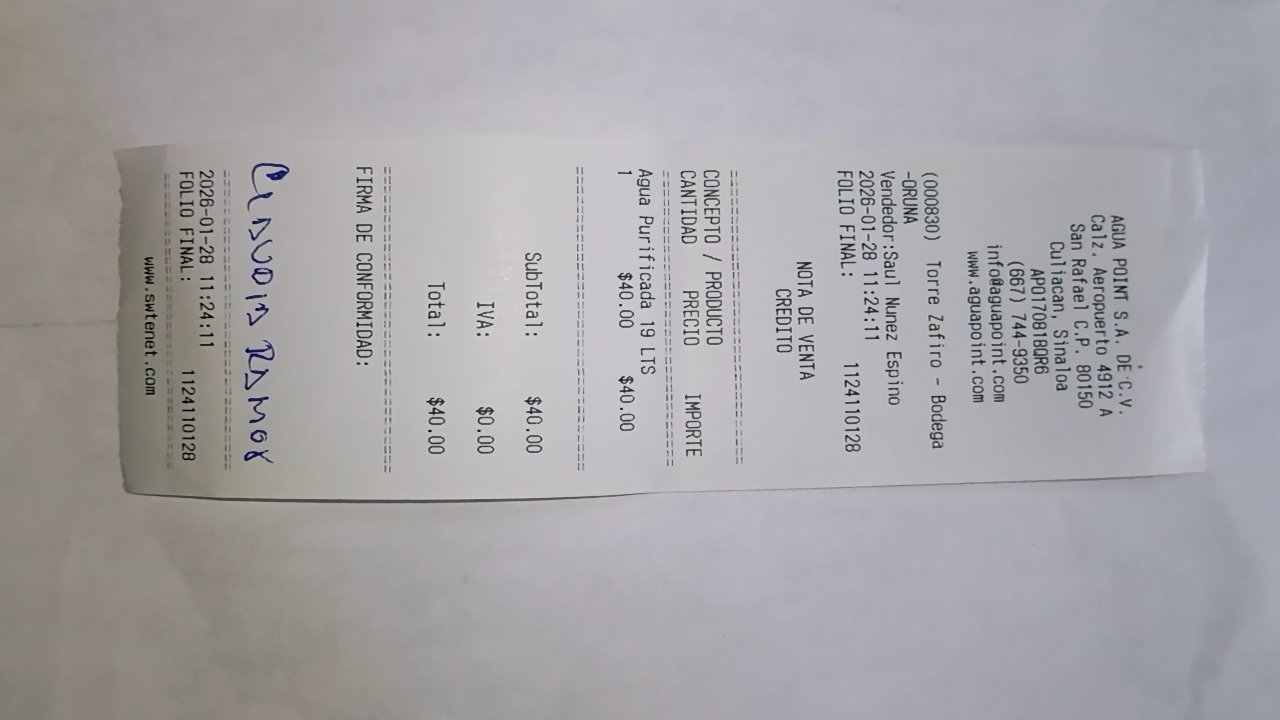 AGUA POINT S.A. DE C.V.
Calz. Aeropuerto 4912 A
San Rafael C.P. 80150
Culiacan, Sinaloa
APO170818QR6
(667) 744-9350
info@aguapoint.com
www.aguapoint.com
(000830) Torre Zafiro - Bodega
-ORUNA
Vendedor:Saul Nunez Espino
2026-01-28 11:24:11
FOLIO FINAL: 1124110128
NOTA DE VENTA
CREDITO
CONCEPTO / PRODUCTO
CANTIDAD PRECIO IMPORTE
Agua Purificada 19 LTS
1 $40.00 $40.00
SubTotal: $40.00
IVA: $0.00
Total: $40.00
FIRMA DE CONFORMIDAD:
RAMOS
2026-01-28 11:24:11
FOLIO FINAL: 1124110128
www.swtenet.com